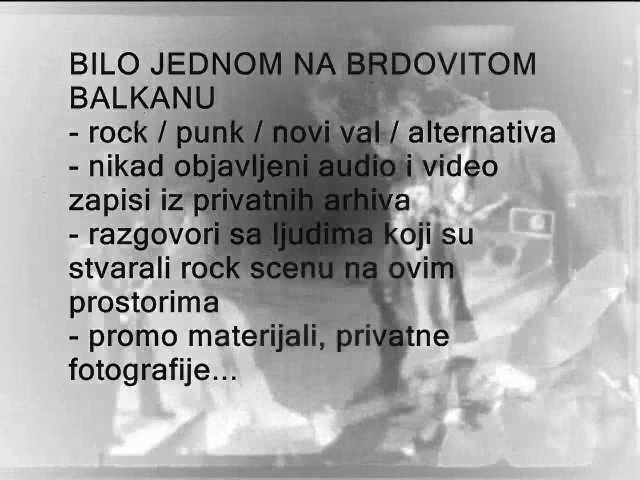 BILO JEDNOM NA BRDOVITOM
BALKANU
- rock / punk / novi val / alternativa
- nikad objavljeni audio i video
zapisi iz privatnih arhiva
- razgovori sa ljudima koji su
stvarali rock scenu na ovim
prostorima
- promo materijali, privatne
fotografije...